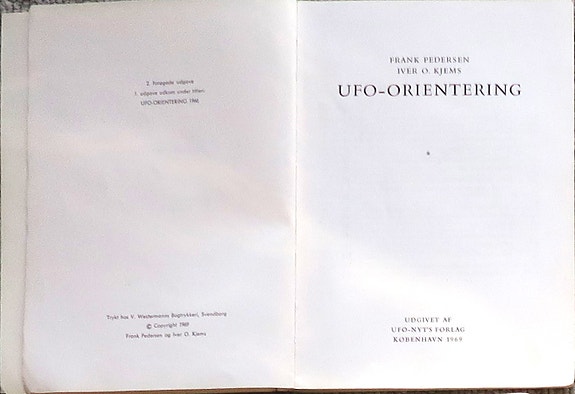 2. forøgede udgave
1. udgave udkom under titlen:
UFO-ORIENTERING 1966
Trykt hos V. Westermanns Bogtrykkeri, Svendborg
© Copyright 1969
Frank Pedersen og Iver O. Kjems
FRANK PEDERSEN
IVER O. KJEMS
UFO-ORIENTERING
UDGIVET AF
UFO-NYT'S FORLAG
KØBENHAVN 1969